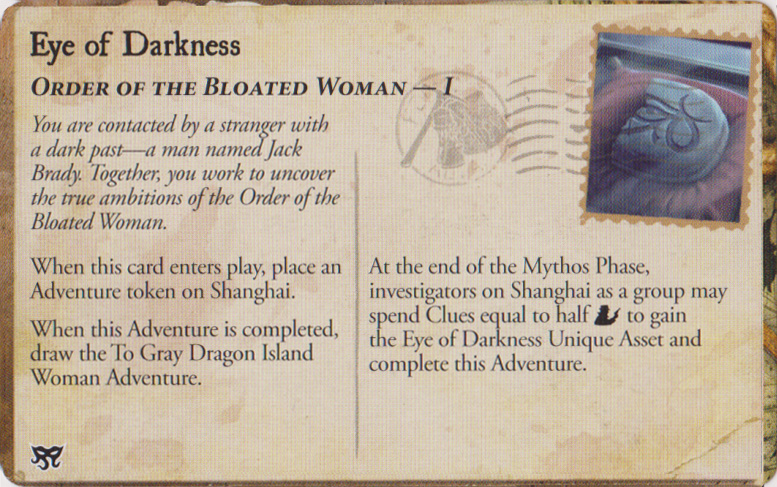 Eye of Darkness
Order of the Bloated Woman — I
You are contacted by a stranger with
a dark past—a man named Jack
Brady. Together, you work to uncover
the true ambitions of the Order of the
Bloated Woman.
When this card enters play, place an
Adventure token on Shanghai.
When this Adventure is completed,
draw the To Gray Dragon Island
Woman Adventure.
At the end of the Mythos Phase,
investigators on Shanghai as a group may
spend Clues equal to half to gain
the Eye of Darkness Unique Asset and
complete this Adventure.